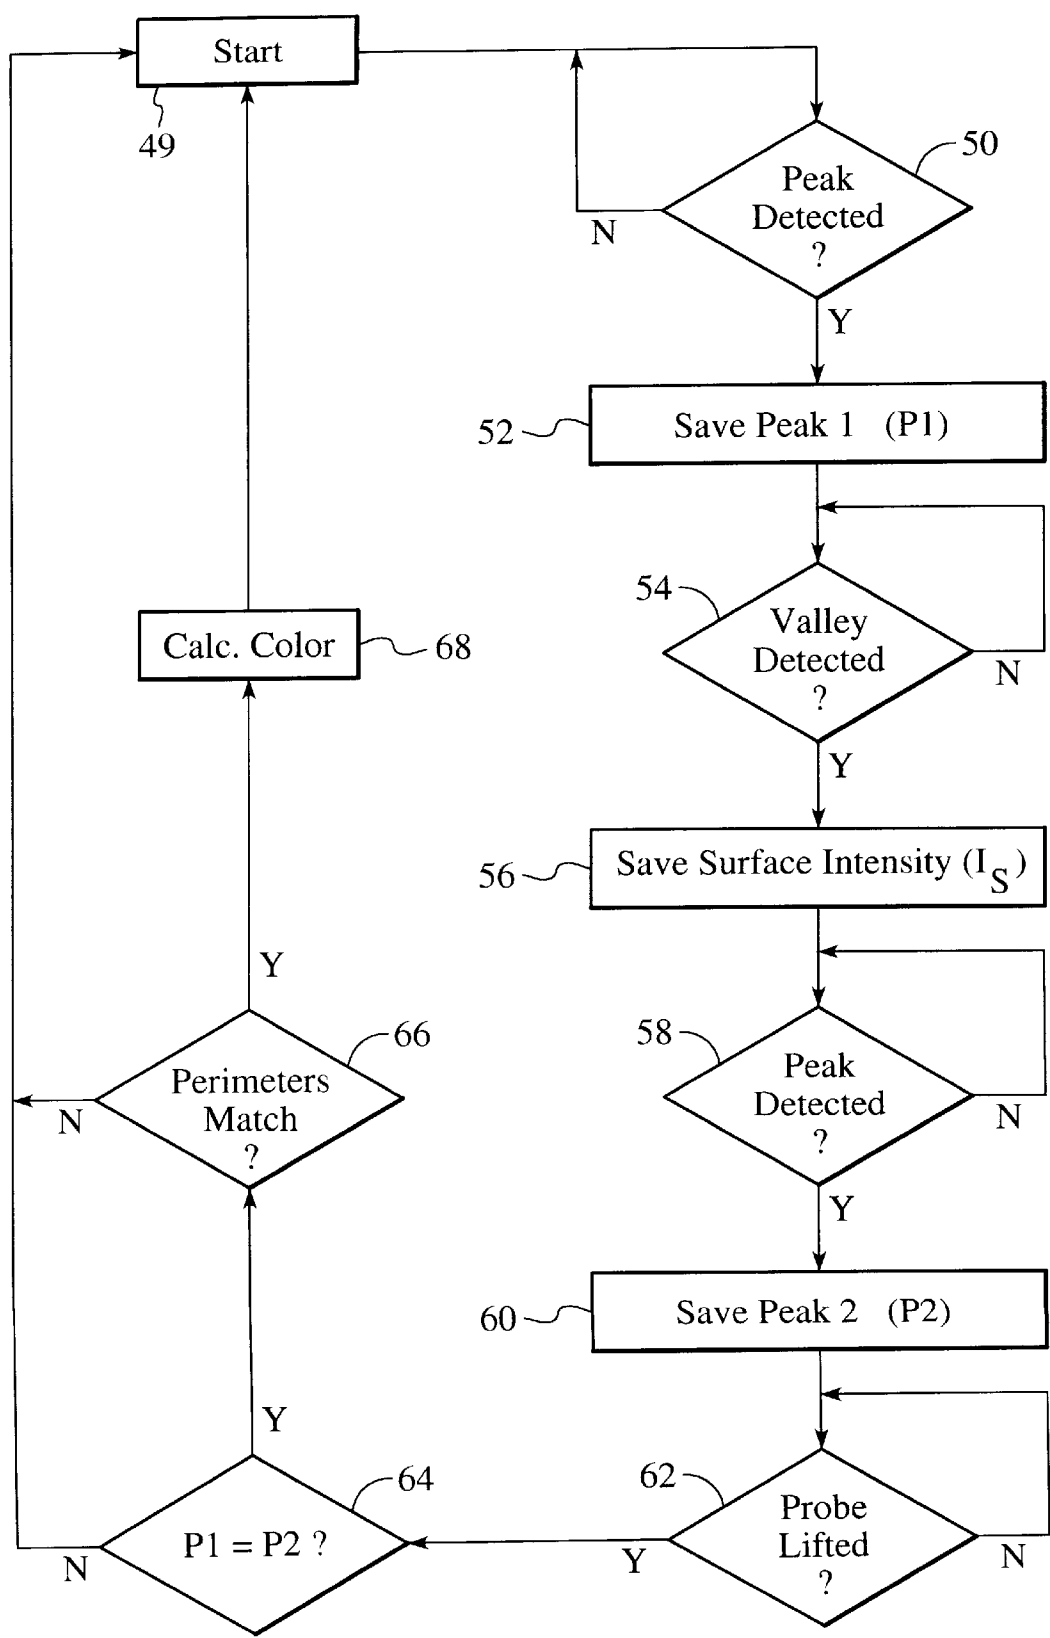 Start
49
50
Peak
Detected
?
N
Y
52
Save Peak 1 (P1)
54
Valley
Detected
?
N
Y
56
Save Surface Intensity (I_S)
58
Peak
Detected
?
N
Y
60
Save Peak 2 (P2)
62
Probe
Lifted
?
N
Y
64
P1 = P2 ?
N
Y
66
Perimeters
Match
?
N
Y
Calc. Color
68